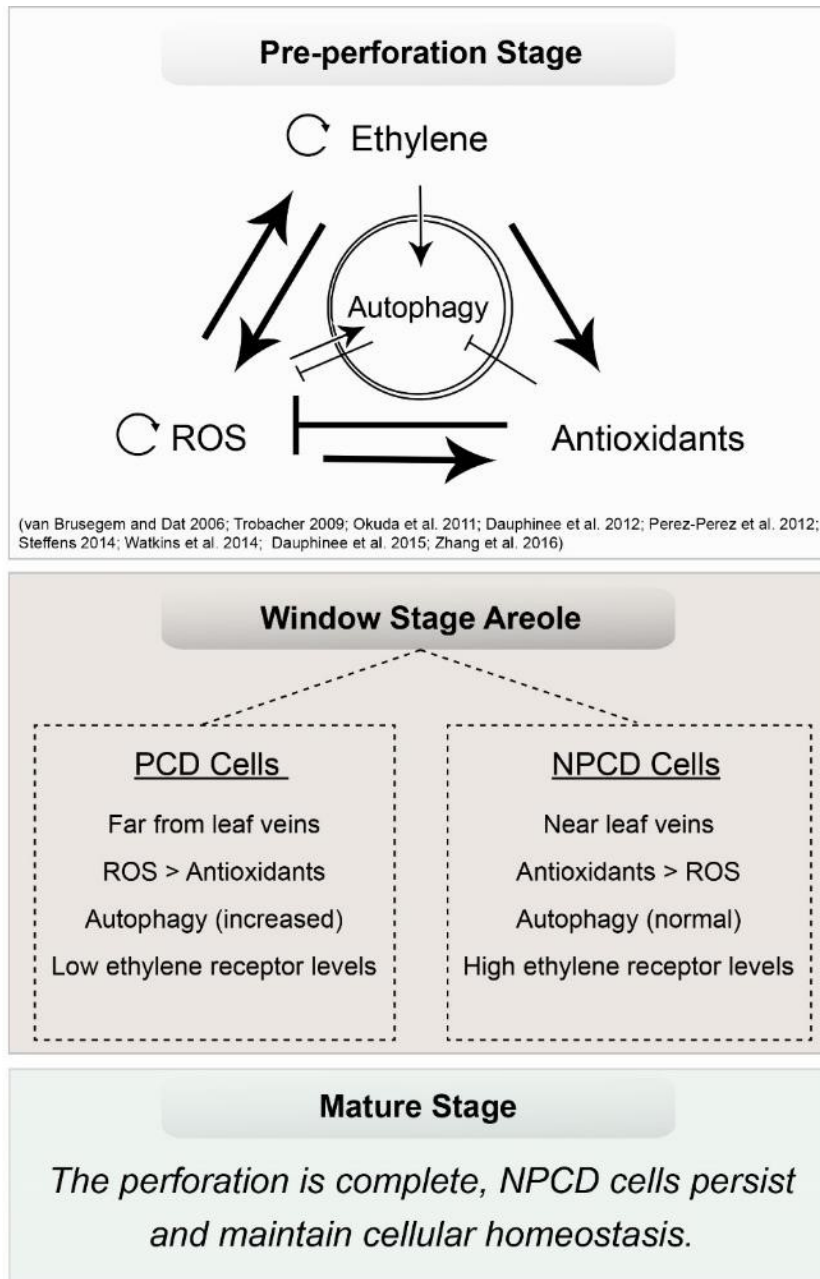 Pre-perforation Stage
Ethylene
Autophagy
ROS
Antioxidants
(van Brusegem and Dat 2006; Trobacher 2009; Okuda et al. 2011; Dauphinee et al. 2012; Perez-Perez et al. 2012;
Steffens 2014; Watkins et al. 2014; Dauphinee et al. 2015; Zhang et al. 2016)
Window Stage Areole
PCD Cells
Far from leaf veins
ROS > Antioxidants
Autophagy (increased)
Low ethylene receptor levels
NPCD Cells
Near leaf veins
Antioxidants > ROS
Autophagy (normal)
High ethylene receptor levels
Mature Stage
The perforation is complete, NPCD cells persist
and maintain cellular homeostasis.